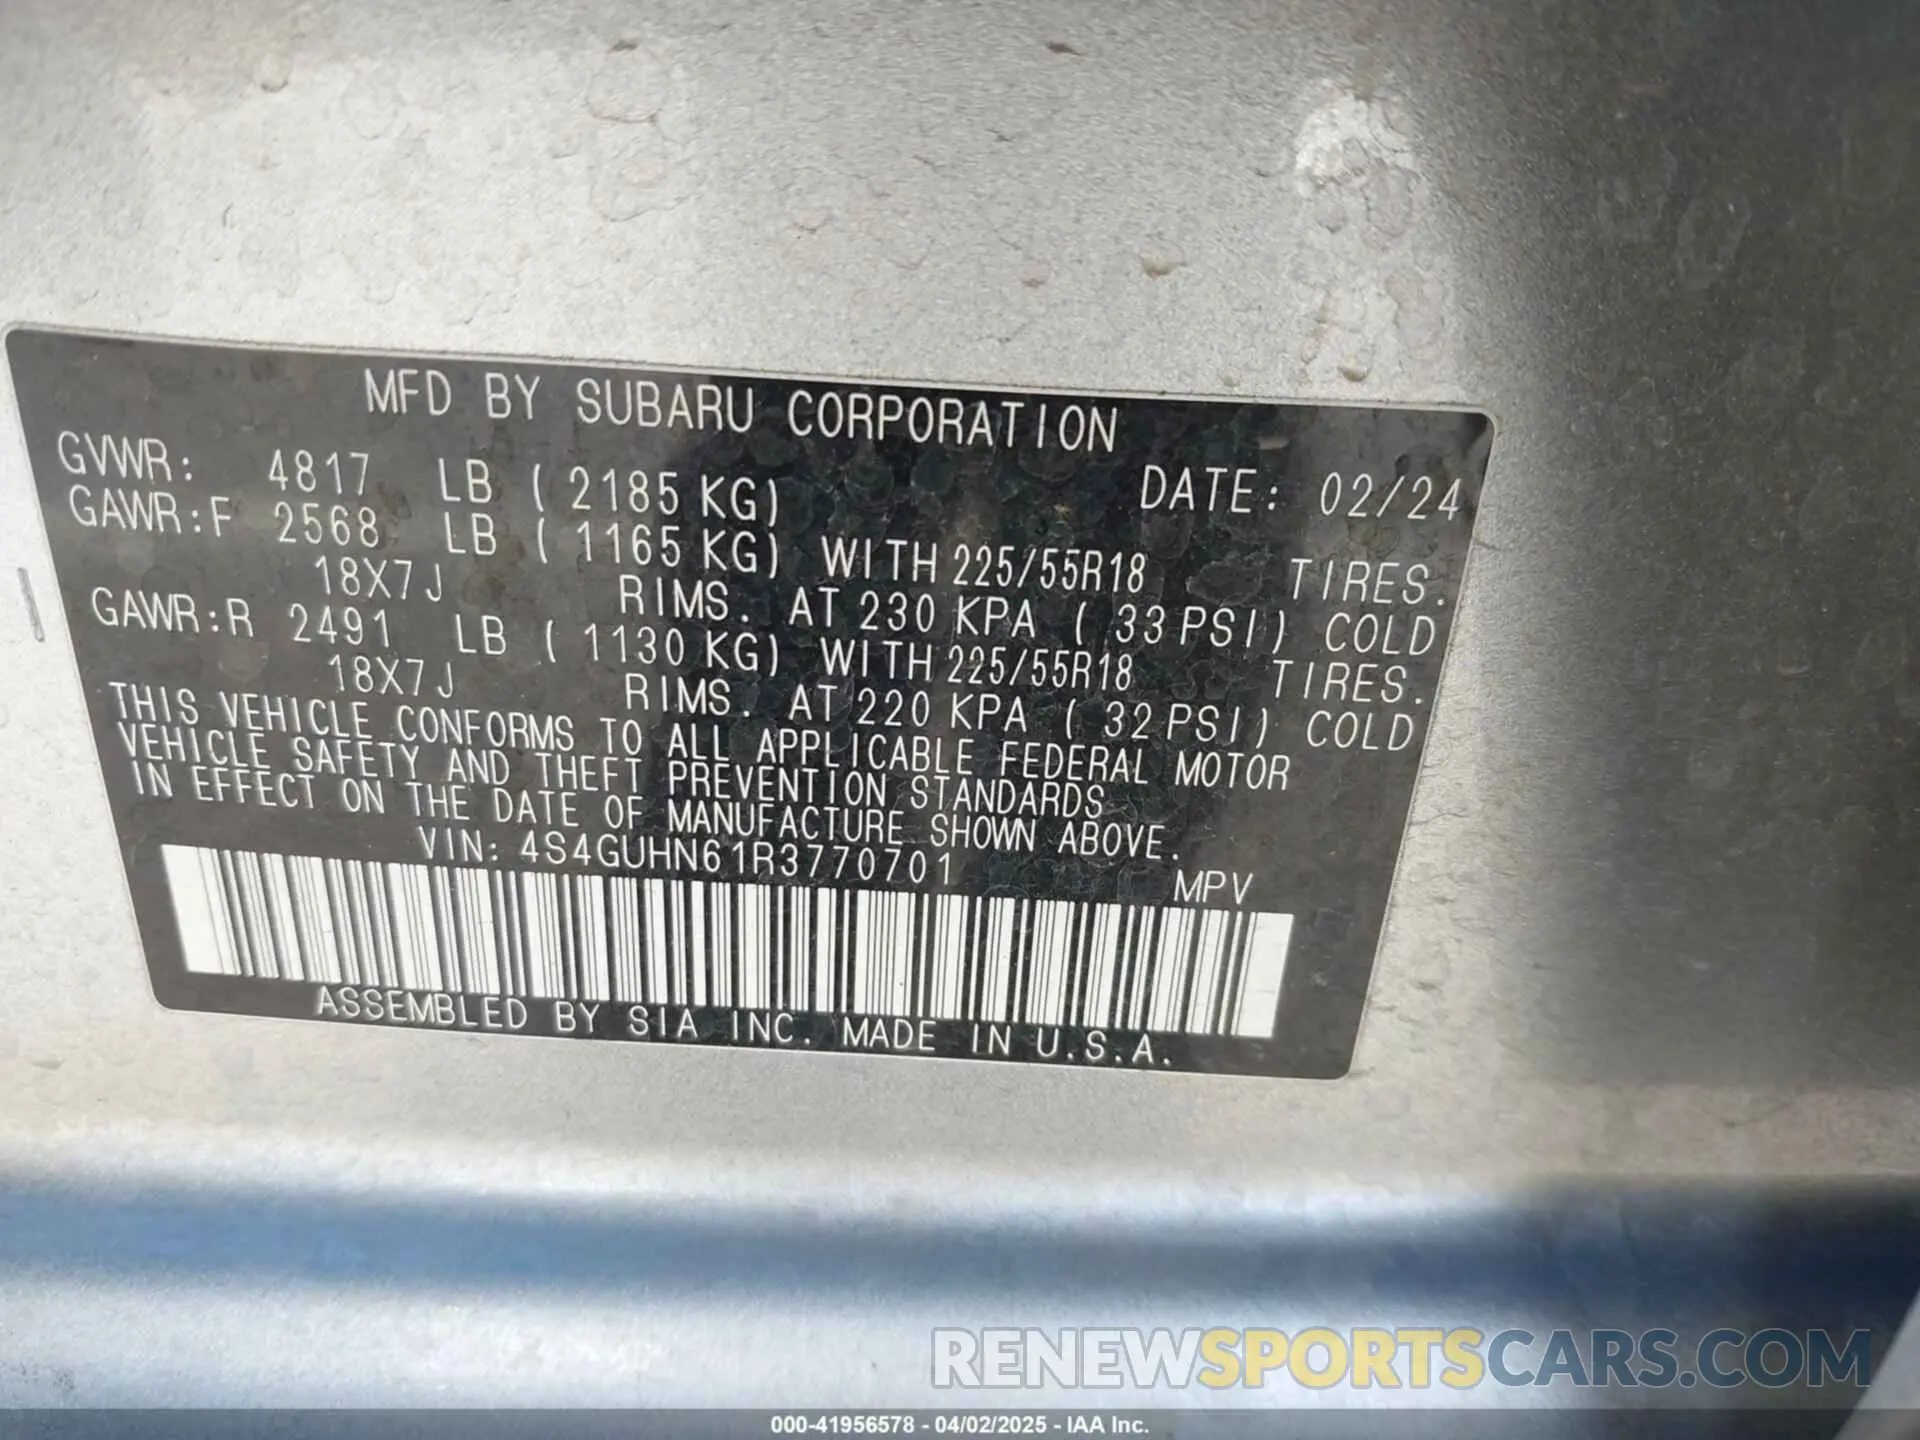 MFD BY SUBARU CORPORATION
GVWR: 4817 LB ( 2185 KG) DATE: 02/24
GAWR:F 2568 LB ( 1165 KG) WITH 225/55R18 TIRES.
18X7J RIMS. AT 230 KPA ( 33 PSI) COLD
GAWR:R 2491 LB ( 1130 KG) WITH 225/55R18 TIRES.
18X7J RIMS. AT 220 KPA ( 32 PSI) COLD
THIS VEHICLE CONFORMS TO ALL APPLICABLE FEDERAL MOTOR
VEHICLE SAFETY AND THEFT PREVENTION STANDARDS
IN EFFECT ON THE DATE OF MANUFACTURE SHOWN ABOVE.
VIN: 4S4GUHN61R3770701 MPV
ASSEMBLED BY SIA INC. MADE IN U.S.A.
RENEWSPORTSCARS.COM
000-41956578 - 04/02/2025 - IAA Inc.